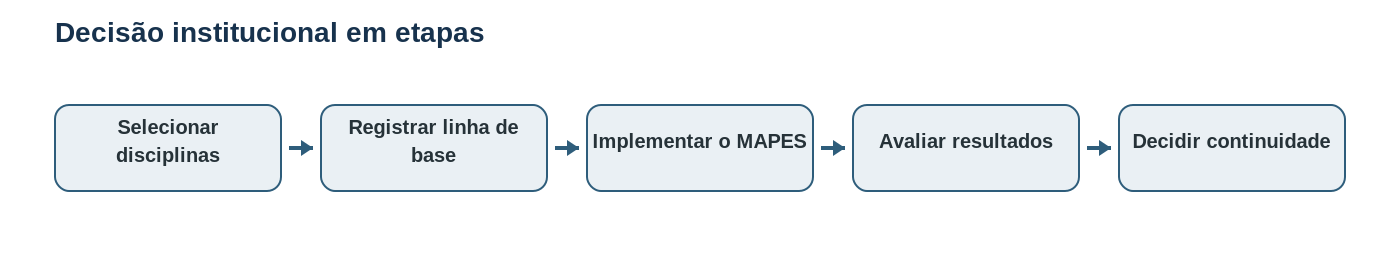 Decisão institucional em etapas
Selecionar
disciplinas
Registrar linha de
base
Implementar o MAPES
Avaliar resultados
Decidir continuidade